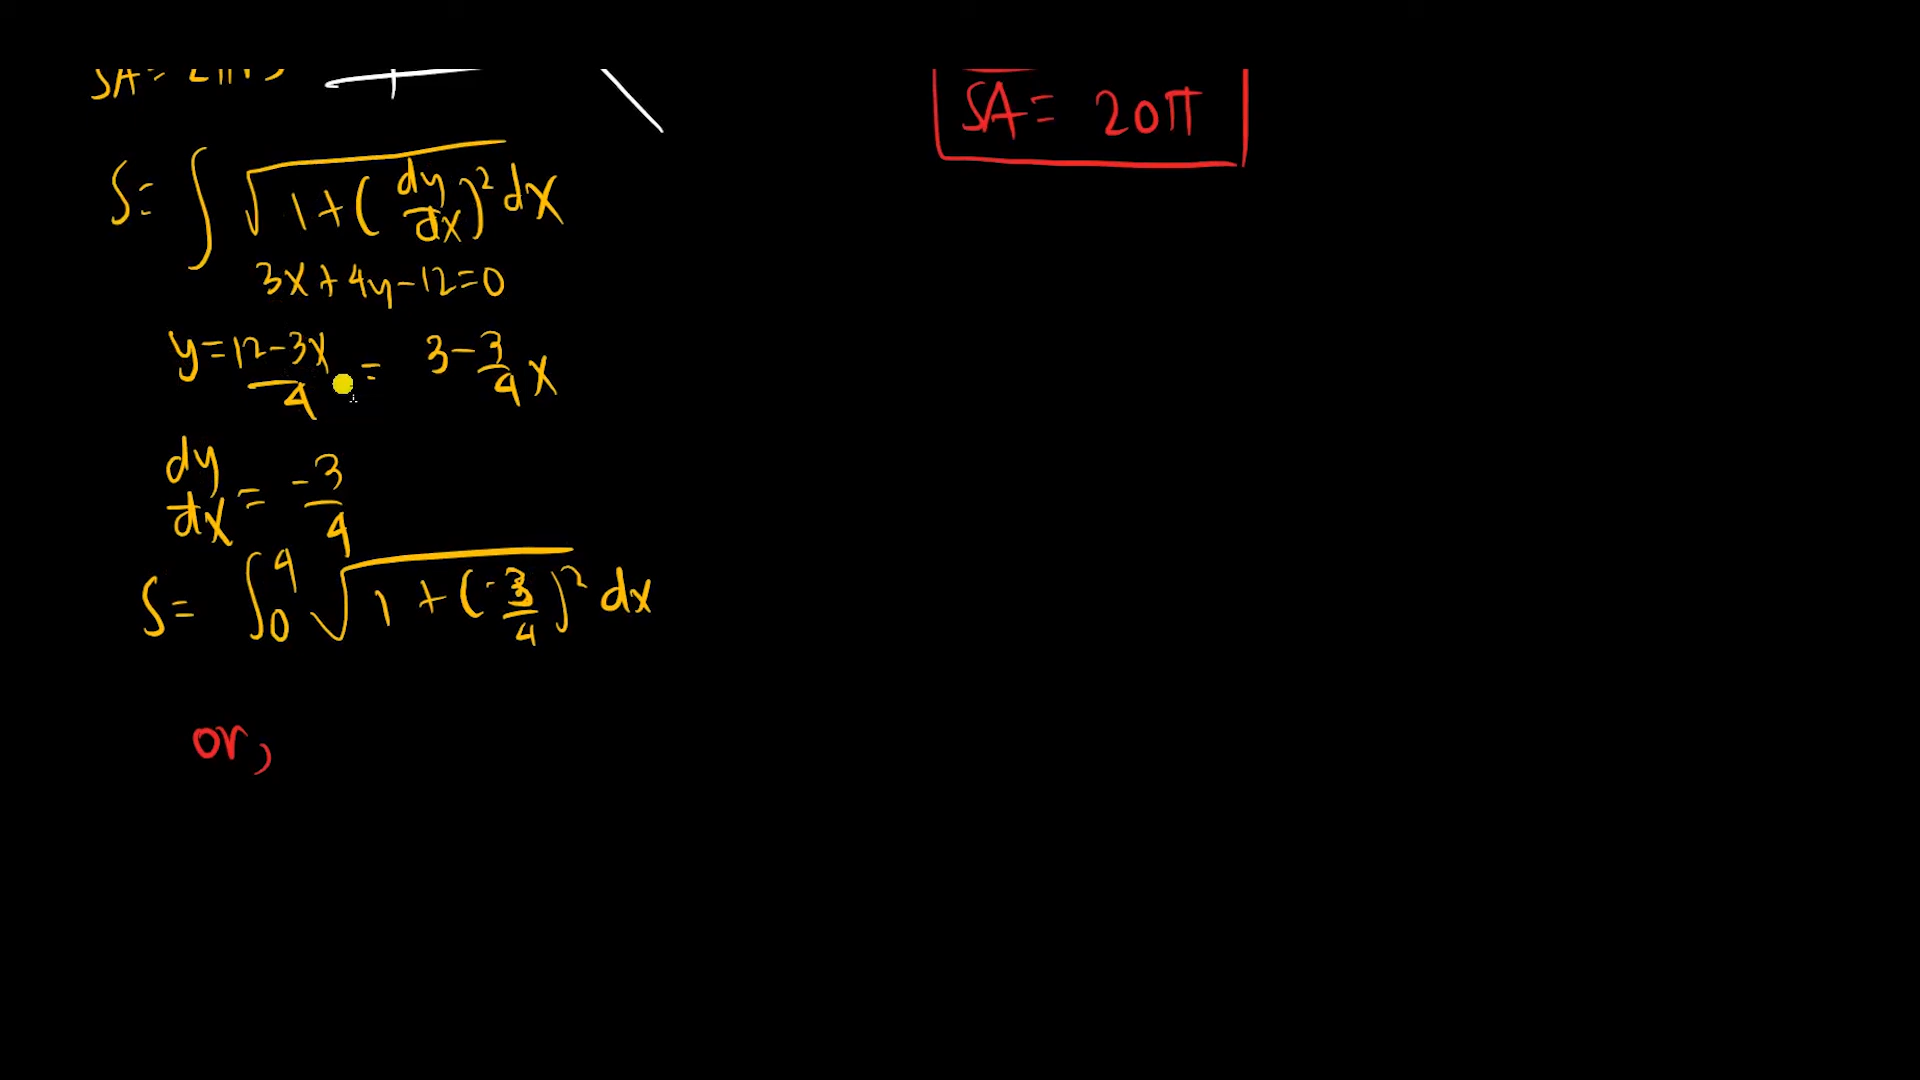 SA = 20π
S = ∫ √(1 + (dy/dx)²) dx
3x + 4y - 12 = 0
y = (12 - 3x)/4 = 3 - 3/4 x
dy/dx = -3/4
S = ∫₀⁴ √(1 + (-3/4)²) dx
or,